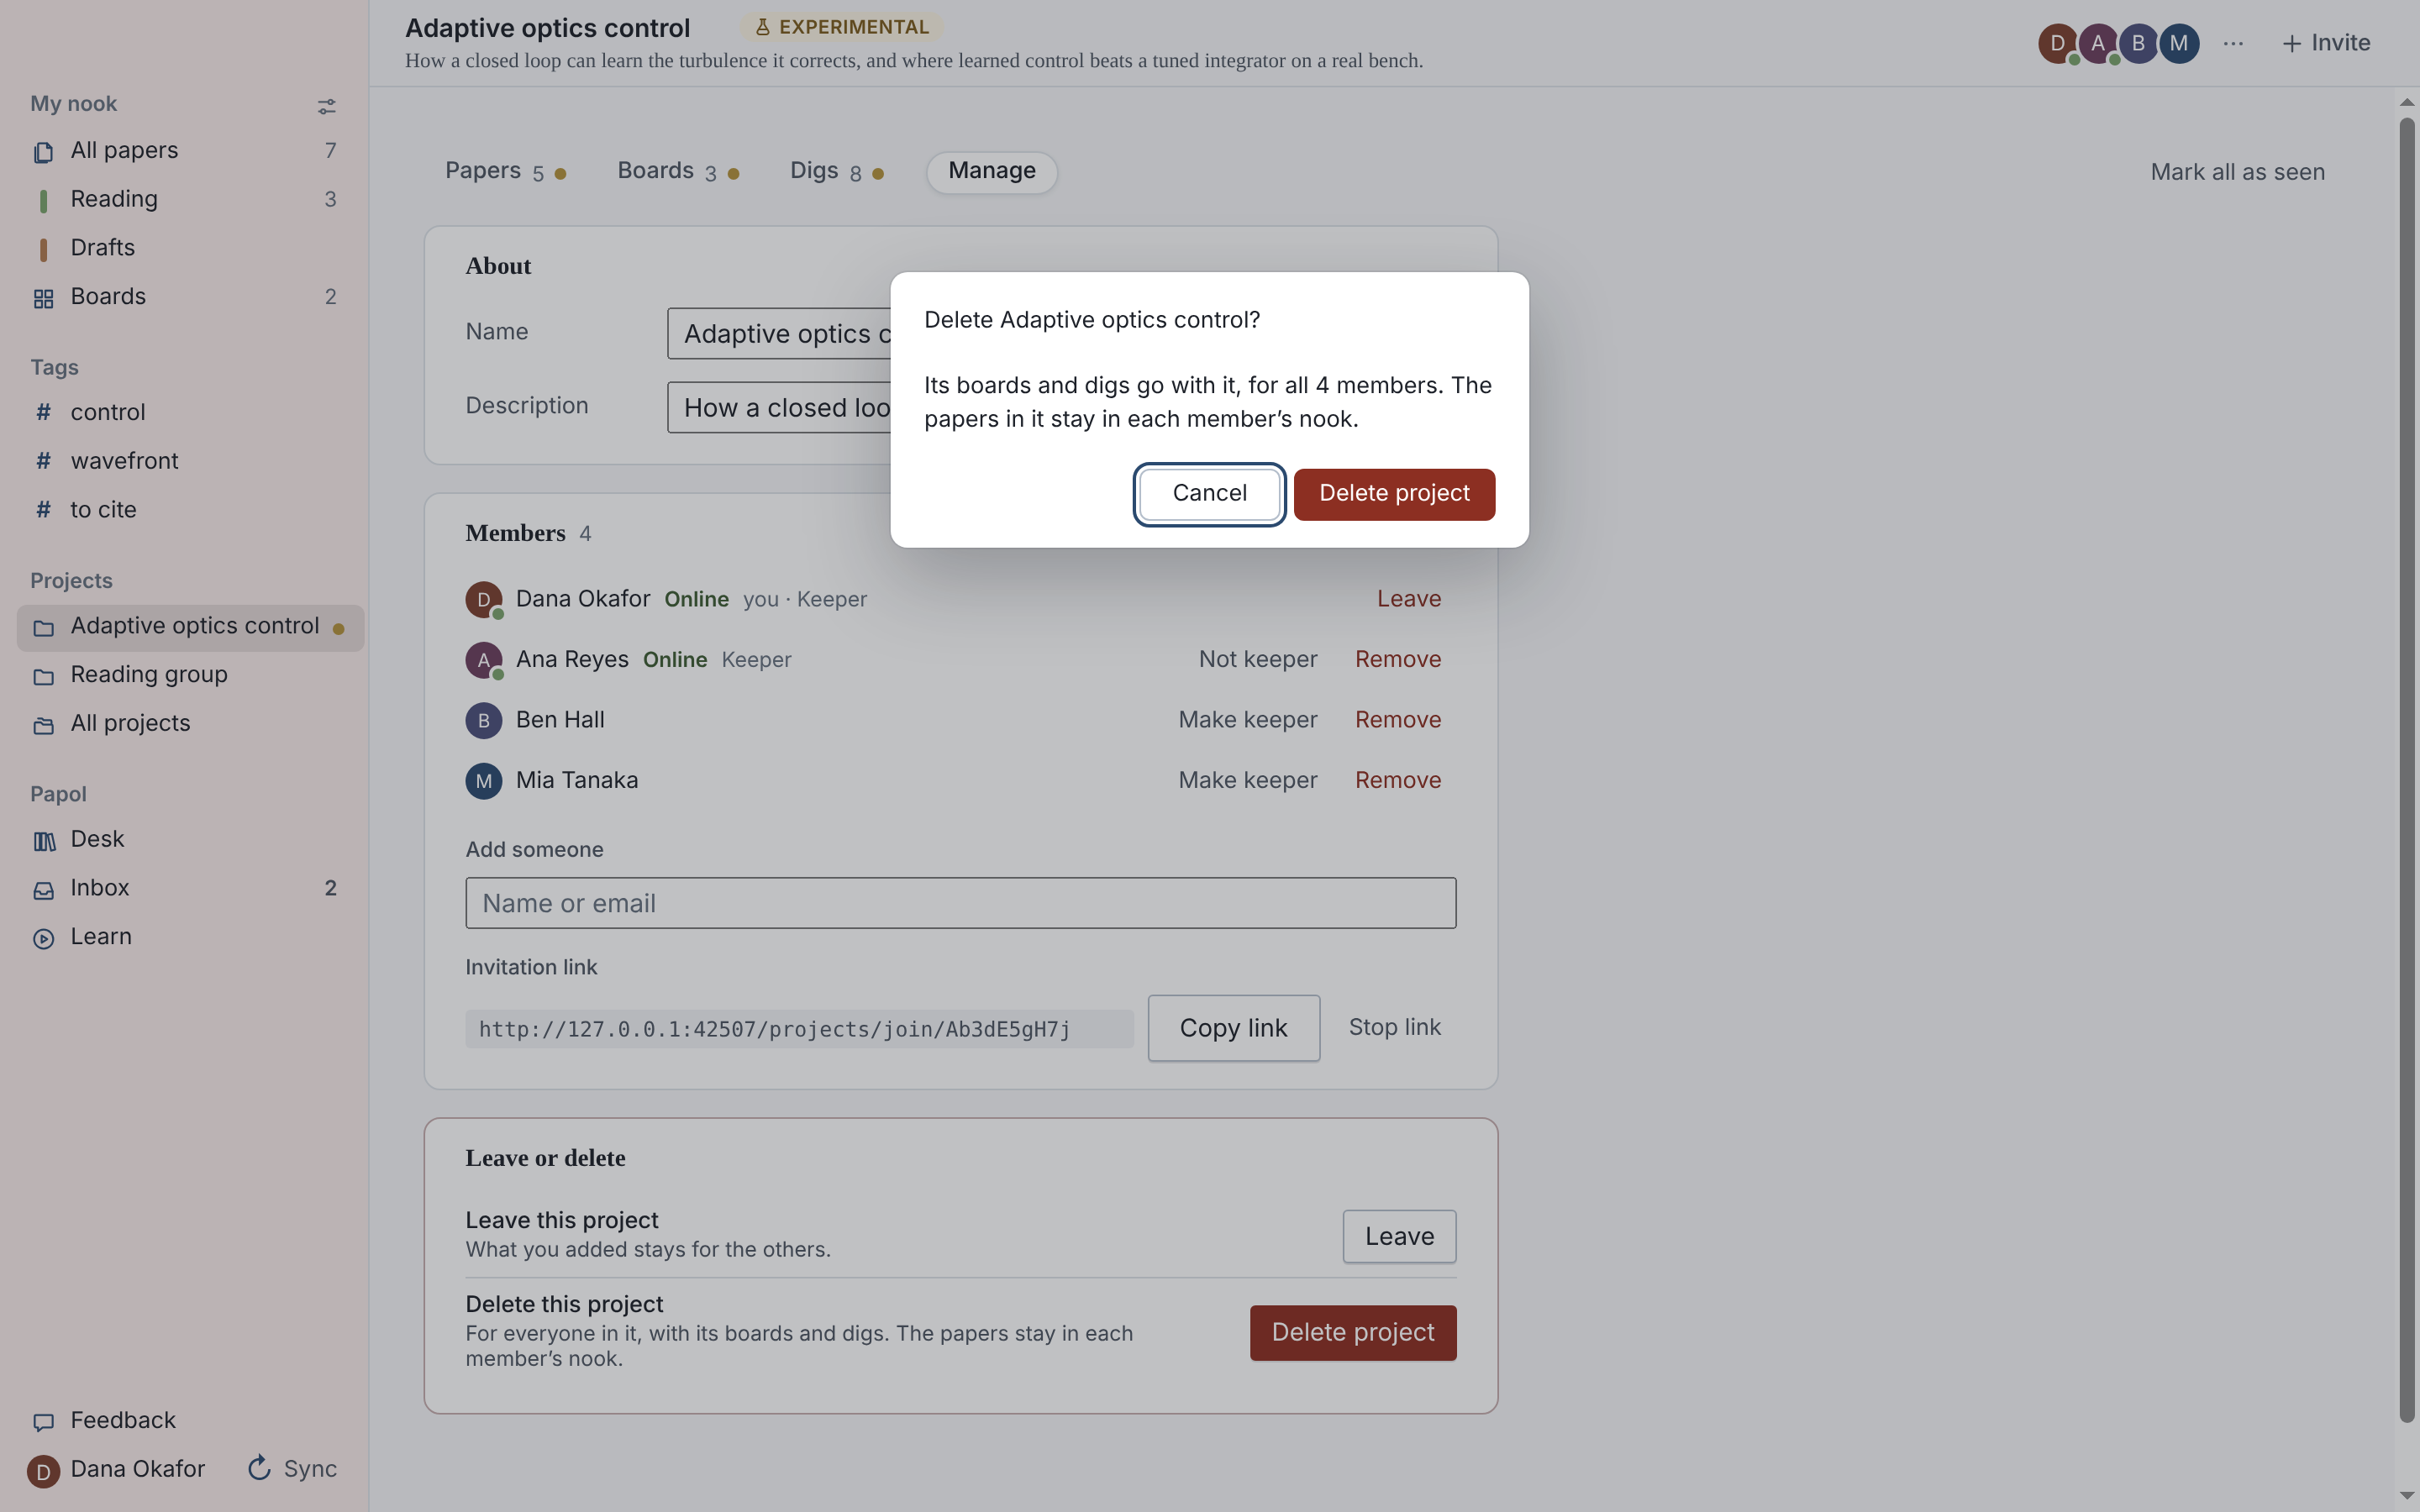 Adaptive optics control
EXPERIMENTAL
How a closed loop can learn the turbulence it corrects, and where learned control beats a tuned integrator on a real bench.
D A B M
Invite
My nook
All papers 7
Reading 3
Drafts
Boards 2
Tags
# control
# wavefront
# to cite
Projects
Adaptive optics control
Reading group
All projects
Papol
Desk
Inbox 2
Learn
Feedback
D Dana Okafor Sync
Papers 5 Boards 3 Digs 8 Manage Mark all as seen
About
Name Adaptive optics c
Description How a closed loo
Delete Adaptive optics control?
Its boards and digs go with it, for all 4 members. The
papers in it stay in each member’s nook.
Cancel Delete project
Members 4
D Dana Okafor Online you · Keeper Leave
A Ana Reyes Online Keeper Not keeper Remove
B Ben Hall Make keeper Remove
M Mia Tanaka Make keeper Remove
Add someone
Name or email
Invitation link
http://127.0.0.1:42507/projects/join/Ab3dE5gH7j Copy link Stop link
Leave or delete
Leave this project
What you added stays for the others.
Leave
Delete this project
For everyone in it, with its boards and digs. The papers stay in each
member’s nook.
Delete project